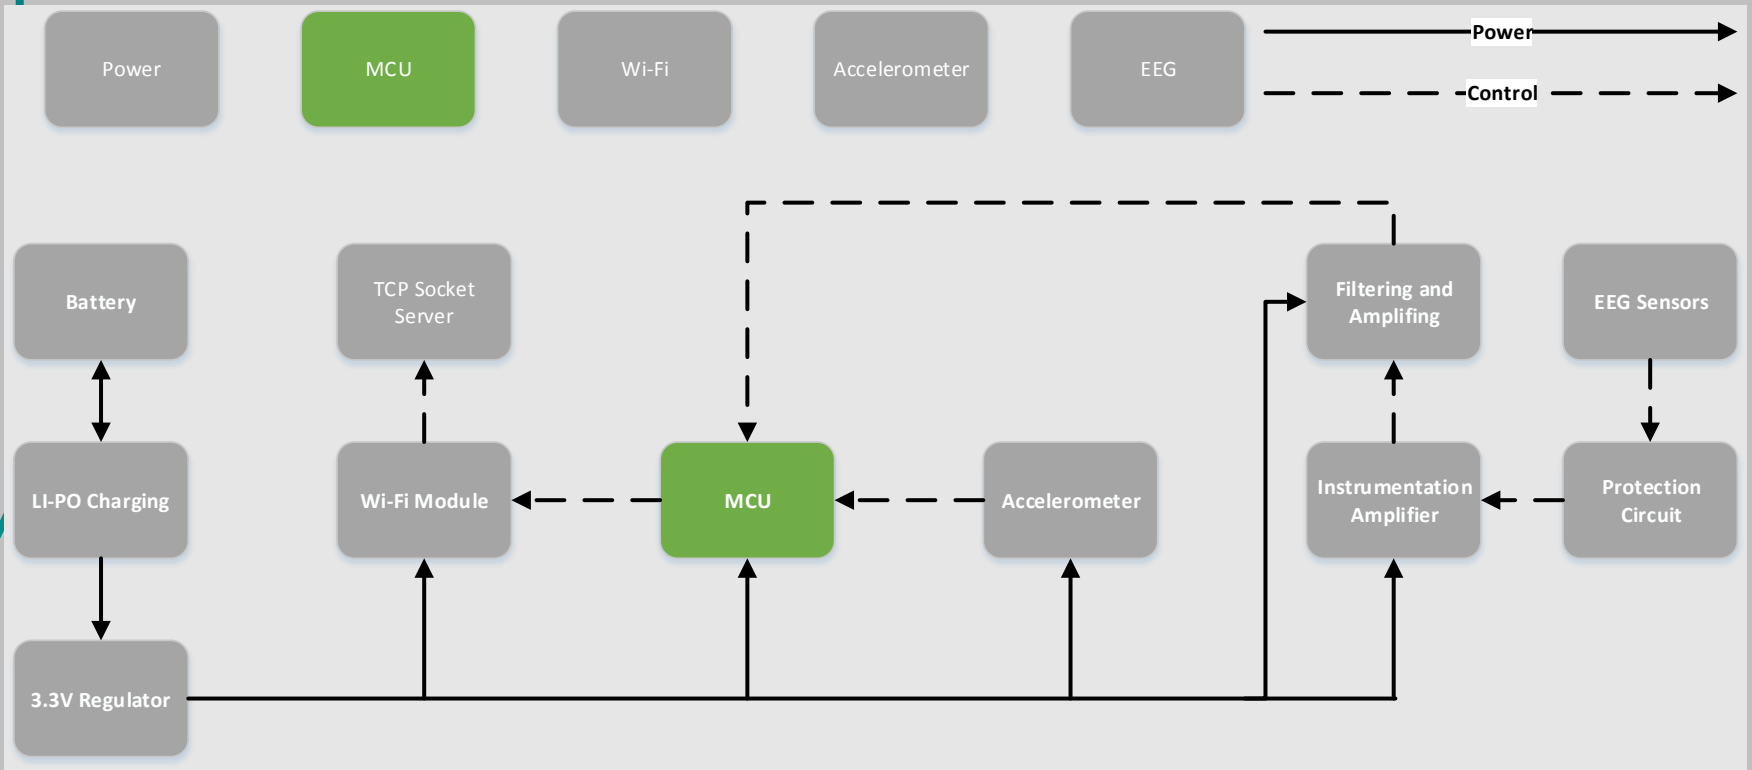 Power
MCU
Wi-Fi
Accelerometer
EEG
Power
Control
Battery
TCP Socket
Server
Filtering and
Amplifing
EEG Sensors
LI-PO Charging
Wi-Fi Module
MCU
Accelerometer
Instrumentation
Amplifier
Protection
Circuit
3.3V Regulator